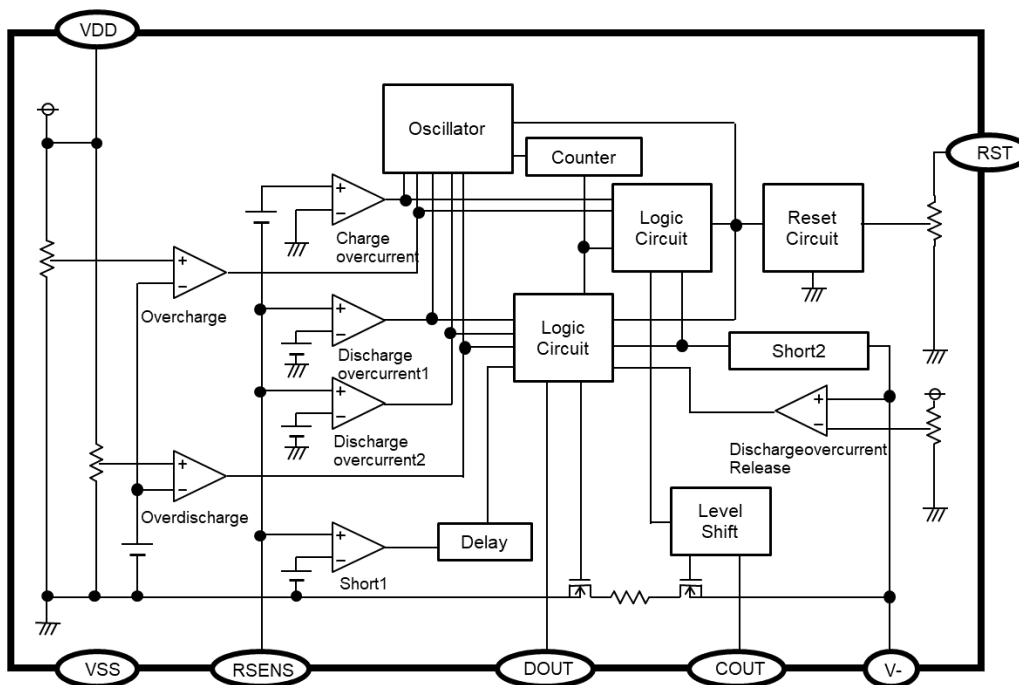 VDD
Oscillator
Counter
RST
+
−
Charge
overcurrent
Logic
Circuit
Reset
Circuit
+
−
Overcharge
+
−
Discharge
overcurrent1
Logic
Circuit
Short2
+
−
Discharge
overcurrent2
+
−
Dischargeovercurrent
Release
+
−
Overdischarge
Level
Shift
+
−
Short1
Delay
VSS
RSENS
DOUT
COUT
V-